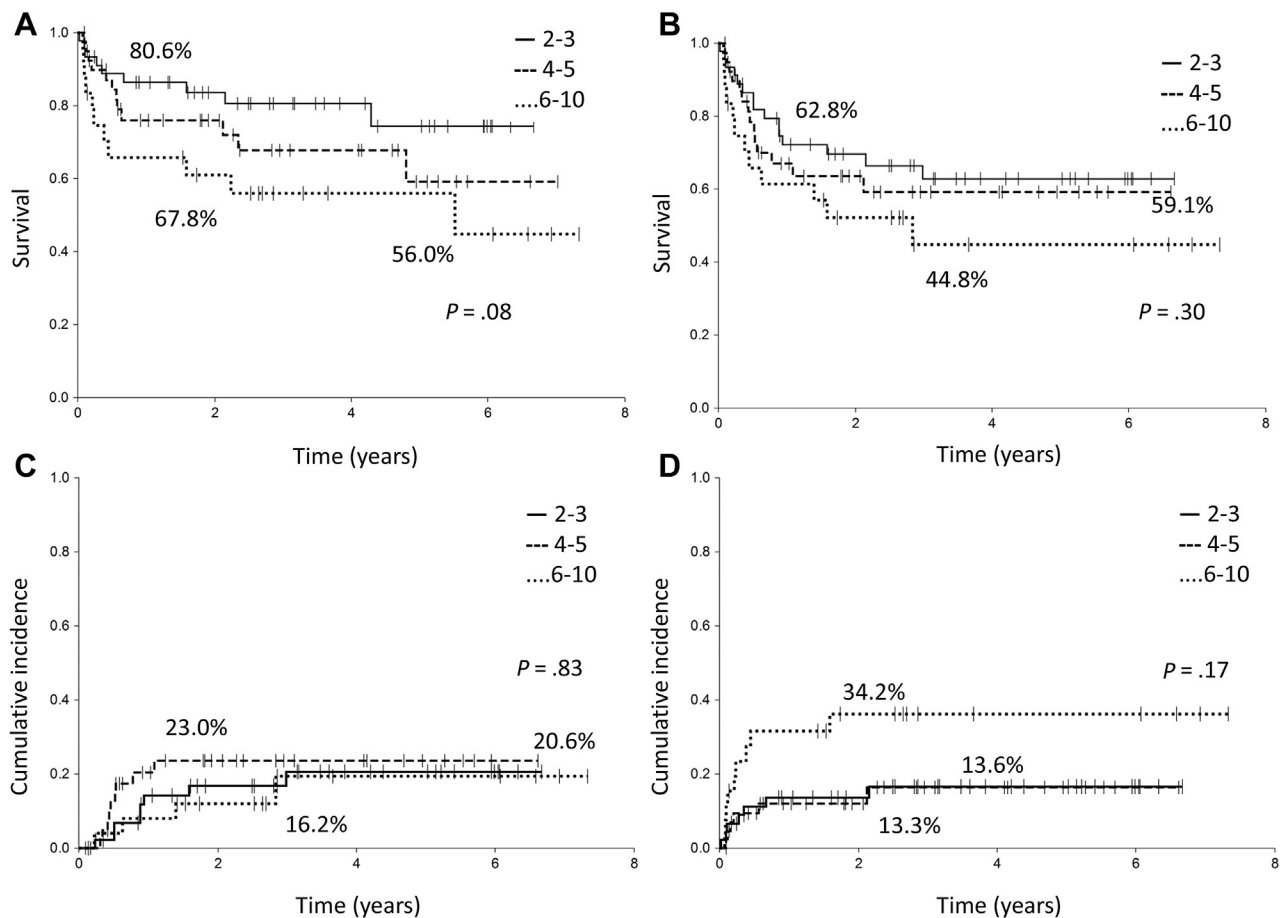 A
2-3
4-5
6-10
80.6%
67.8%
56.0%
P = .08
Survival
1.0
0.8
0.6
0.4
0.2
0.0
0 2 4 6 8
Time (years)
B
2-3
4-5
6-10
62.8%
59.1%
44.8%
P = .30
Survival
1.0
0.8
0.6
0.4
0.2
0.0
0 2 4 6 8
Time (years)
C
2-3
4-5
6-10
P = .83
23.0%
20.6%
16.2%
Cumulative incidence
1.0
0.8
0.6
0.4
0.2
0.0
0 2 4 6 8
Time (years)
D
2-3
4-5
6-10
P = .17
34.2%
13.6%
13.3%
Cumulative incidence
1.0
0.8
0.6
0.4
0.2
0.0
0 2 4 6 8
Time (years)